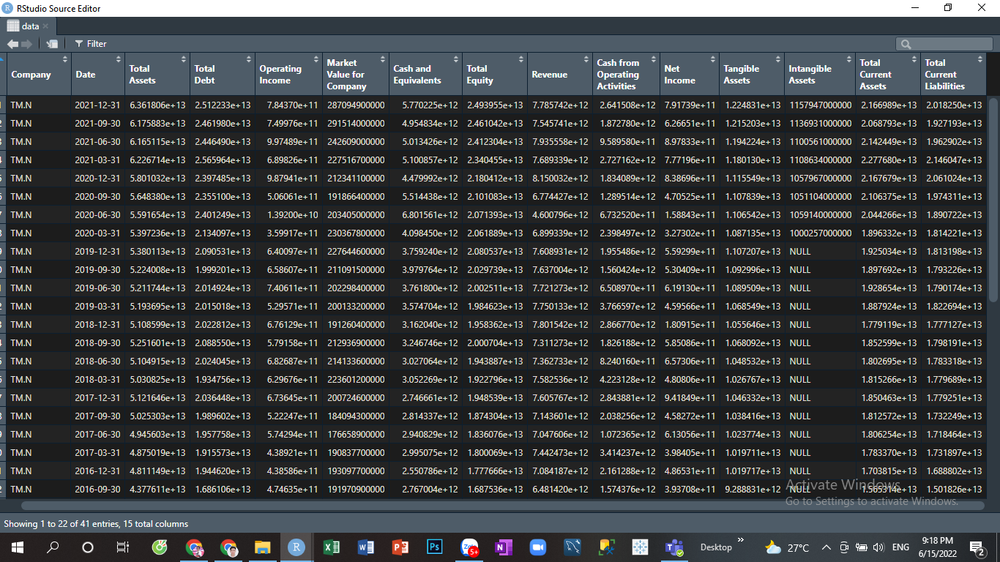 RStudio Source Editor
data
Filter
Company Date Total Assets Total Debt Operating Income Market Value for Company Cash and Equivalents Total Equity Revenue Cash from Operating Activities Net Income Tangible Assets Intangible Assets Total Current Assets Total Current Liabilities
TM.N 2021-12-31 6.361806e+13 2.512233e+13 7.84370e+11 287094900000 5.770225e+12 2.493955e+13 7.785742e+12 2.641508e+12 7.91739e+11 1.224831e+13 1157947000000 2.166989e+13 2.018250e+13
TM.N 2021-09-30 6.175883e+13 2.461980e+13 7.49976e+11 291514000000 4.954834e+12 2.461042e+13 7.545741e+12 1.872780e+12 6.26651e+11 1.215203e+13 1136931000000 2.068793e+13 1.927193e+13
TM.N 2021-06-30 6.165115e+13 2.446490e+13 9.97489e+11 242609000000 5.013426e+12 2.412304e+13 7.935558e+12 9.589580e+11 8.97833e+11 1.194224e+13 1100561000000 2.142449e+13 1.962902e+13
TM.N 2021-03-31 6.226714e+13 2.565964e+13 6.89826e+11 227516700000 5.100857e+12 2.340455e+13 7.689339e+12 2.727162e+12 7.77196e+11 1.180130e+13 1108634000000 2.277680e+13 2.146047e+13
TM.N 2020-12-31 5.801032e+13 2.397485e+13 9.87941e+11 212341100000 4.479992e+12 2.180412e+13 8.150032e+12 1.834089e+12 8.38696e+11 1.115549e+13 1057967000000 2.167679e+13 2.061024e+13
TM.N 2020-09-30 5.648380e+13 2.355100e+13 5.06061e+11 191866400000 5.514438e+12 2.101083e+13 6.774427e+12 1.289514e+12 4.70525e+11 1.107839e+13 1051104000000 2.106375e+13 1.974311e+13
TM.N 2020-06-30 5.591654e+13 2.401249e+13 1.39200e+10 203405000000 6.801561e+12 2.071393e+13 4.600796e+12 6.732520e+11 1.58843e+11 1.106542e+13 1059140000000 2.044266e+13 1.890722e+13
TM.N 2020-03-31 5.397236e+13 2.134097e+13 3.59917e+11 230367800000 4.098450e+12 2.061889e+13 6.899339e+12 2.398497e+12 3.27302e+11 1.087135e+13 1000257000000 1.896332e+13 1.814221e+13
TM.N 2019-12-31 5.380113e+13 2.090531e+13 6.40097e+11 227644600000 3.759240e+12 2.080537e+13 7.608931e+12 1.955486e+12 5.59299e+11 1.107207e+13 NULL 1.925034e+13 1.813198e+13
TM.N 2019-09-30 5.224008e+13 1.999201e+13 6.58607e+11 211091500000 3.979764e+12 2.029739e+13 7.637004e+12 1.560424e+12 5.30409e+11 1.092996e+13 NULL 1.897692e+13 1.793226e+13
TM.N 2019-06-30 5.211744e+13 2.014924e+13 7.40611e+11 202298400000 3.761800e+12 2.002511e+13 7.721273e+12 6.508970e+11 6.19130e+11 1.089509e+13 NULL 1.928654e+13 1.790174e+13
TM.N 2019-03-31 5.193695e+13 2.015018e+13 5.29571e+11 200133200000 3.574704e+12 1.984623e+13 7.750133e+12 3.766597e+12 4.59566e+11 1.068549e+13 NULL 1.887924e+13 1.822694e+13
TM.N 2018-12-31 5.108599e+13 2.022812e+13 6.76129e+11 191260400000 3.162040e+12 1.958362e+13 7.801542e+12 2.866770e+12 1.80915e+11 1.055646e+13 NULL 1.779119e+13 1.777127e+13
TM.N 2018-09-30 5.251601e+13 2.088550e+13 5.79158e+11 212936900000 3.246746e+12 2.000704e+13 7.311273e+12 1.826188e+12 5.85086e+11 1.068092e+13 NULL 1.852599e+13 1.798191e+13
TM.N 2018-06-30 5.104915e+13 2.024045e+13 6.82687e+11 214133600000 3.027064e+12 1.943887e+13 7.362733e+12 8.240160e+11 6.57306e+11 1.048532e+13 NULL 1.802695e+13 1.783318e+13
TM.N 2018-03-31 5.030825e+13 1.934756e+13 6.29676e+11 223601200000 3.052269e+12 1.922796e+13 7.582536e+12 4.223128e+12 4.80806e+11 1.026767e+13 NULL 1.815266e+13 1.779689e+13
TM.N 2017-12-31 5.121646e+13 2.036448e+13 6.73645e+11 200724600000 2.746661e+12 1.948539e+13 7.605767e+12 2.843881e+12 9.41849e+11 1.046332e+13 NULL 1.850463e+13 1.779251e+13
TM.N 2017-09-30 5.025303e+13 1.989602e+13 5.22247e+11 184094300000 2.814337e+12 1.874304e+13 7.143601e+12 2.038256e+12 4.58272e+11 1.038416e+13 NULL 1.812572e+13 1.732249e+13
TM.N 2017-06-30 4.945603e+13 1.957758e+13 5.74294e+11 176658900000 2.940829e+12 1.836076e+13 7.047606e+12 1.072365e+12 6.13056e+11 1.023774e+13 NULL 1.806254e+13 1.718464e+13
TM.N 2017-03-31 4.875019e+13 1.915573e+13 4.38921e+11 190837700000 2.995075e+12 1.800069e+13 7.442473e+12 3.414237e+12 3.98405e+11 1.019711e+13 NULL 1.783370e+13 1.731897e+13
TM.N 2016-12-31 4.811149e+13 1.944620e+13 4.38586e+11 193097700000 2.550786e+12 1.777666e+13 7.084187e+12 2.161288e+12 4.86531e+11 1.019717e+13 NULL 1.703815e+13 1.688802e+13
TM.N 2016-09-30 4.377611e+13 1.686106e+13 4.74635e+11 191970900000 2.767004e+12 1.687536e+13 6.481420e+12 1.574376e+12 3.93708e+11 9.288831e+12 NULL 1.565314e+13 1.501826e+13
Activate Windows
Go to Settings to activate Windows.
Showing 1 to 22 of 41 entries, 15 total columns
Desktop 27°C ENG 9:18 PM
6/15/2022